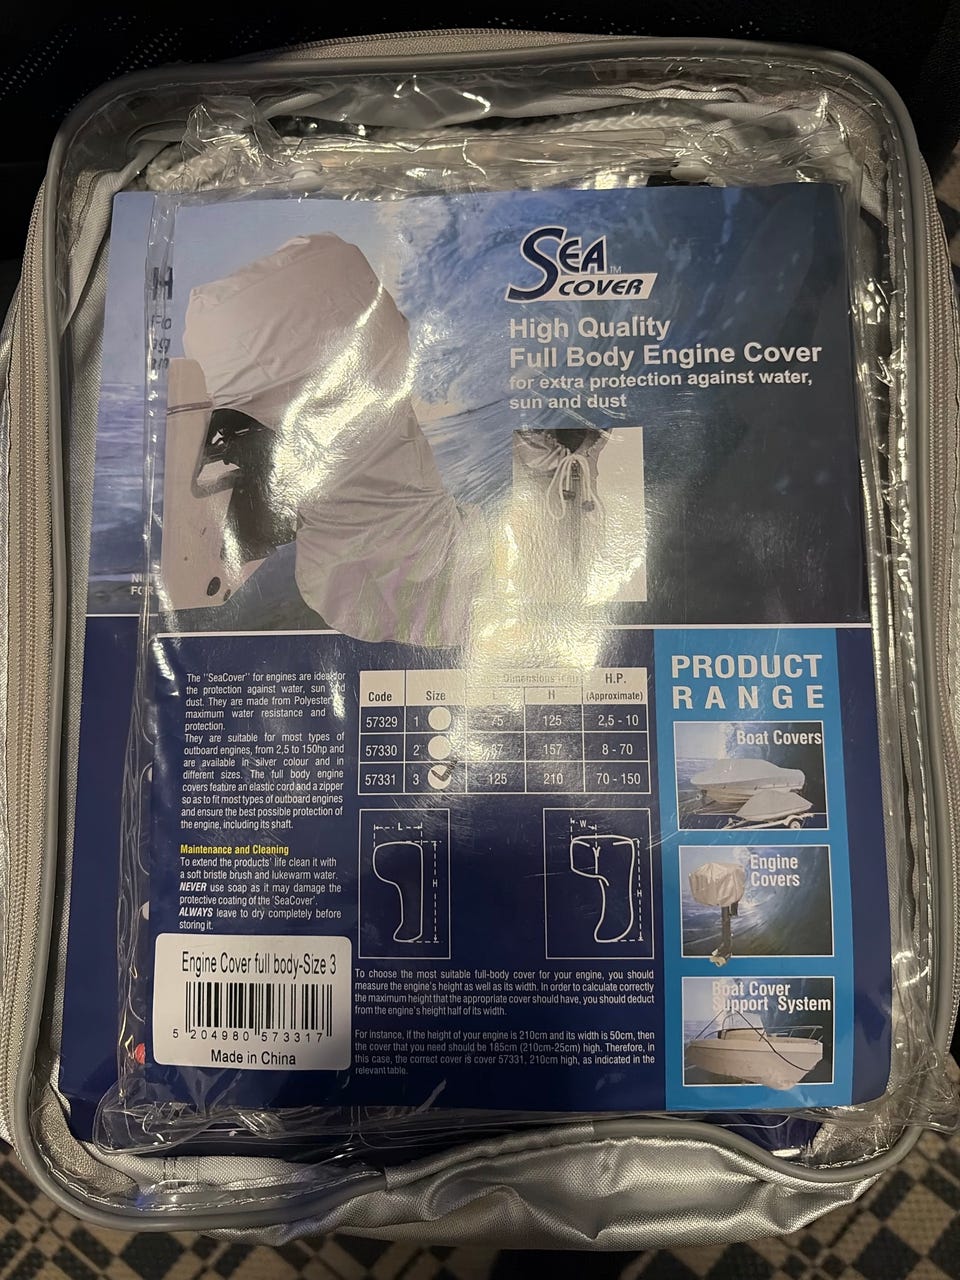 SEA
TM
COVER
High Quality
Full Body Engine Cover
for extra protection against water,
sun and dust
The "SeaCover" for engines are ideal for
the protection against water, sun and
dust. They are made from Polyester
maximum water resistance and
protection.
They are suitable for most types of
outboard engines, from 2,5 to 150hp and
are available in silver colour and in
different sizes. The full body engine
covers feature an elastic cord and a zipper
so as to fit most types of outboard engines
and ensure the best possible protection of
the engine, including its shaft.
Maintenance and Cleaning
To extend the products' life clean it with
a soft bristle brush and lukewarm water.
NEVER use soap as it may damage the
protective coating of the 'SeaCover'.
ALWAYS leave to dry completely before
storing it.
Engine Cover full body-Size 3
5 204980 573317
Made in China
Code Size Dimensions H.P.
L H (Approximate)
57329 1 75 125 2,5 - 10
57330 2 87 157 8 - 70
57331 3 125 210 70 - 150
L
H
W
H
To choose the most suitable full-body cover for your engine, you should
measure the engine's height as well as its width. In order to calculate correctly
the maximum height that the appropriate cover should have, you should deduct
from the engine's height half of its width.
For instance, if the height of your engine is 210cm and its width is 50cm, then
the cover that you need should be 185cm (210cm-25cm) high. Therefore, in
this case, the correct cover is cover 57331, 210cm high, as indicated in the
relevant table.
PRODUCT
RANGE
Boat Covers
Engine
Covers
Boat Cover
Support System